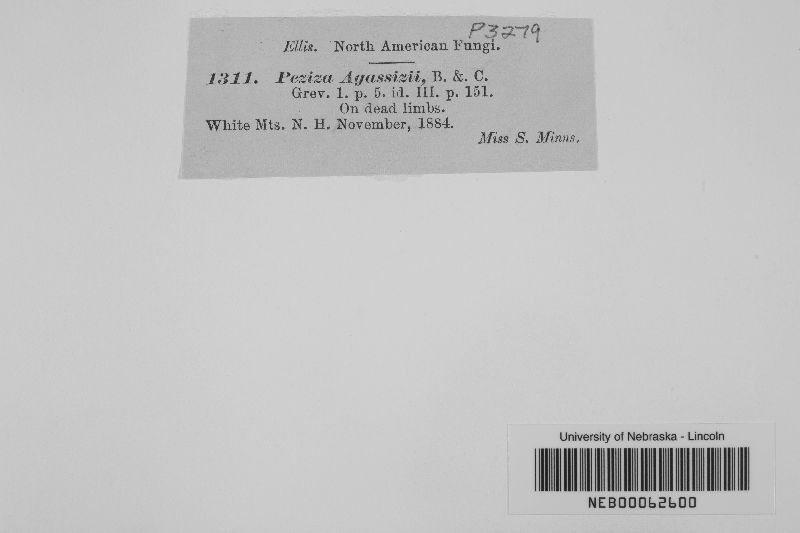 P3279
Ellis. North American Fungi.
1311. Peziza Agassizii, B. & C.
Grev. 1. p. 5. id. III. p. 151.
On dead limbs.
White Mts. N. H. November, 1884.
Miss S. Minns.
University of Nebraska - Lincoln
NEB00062600